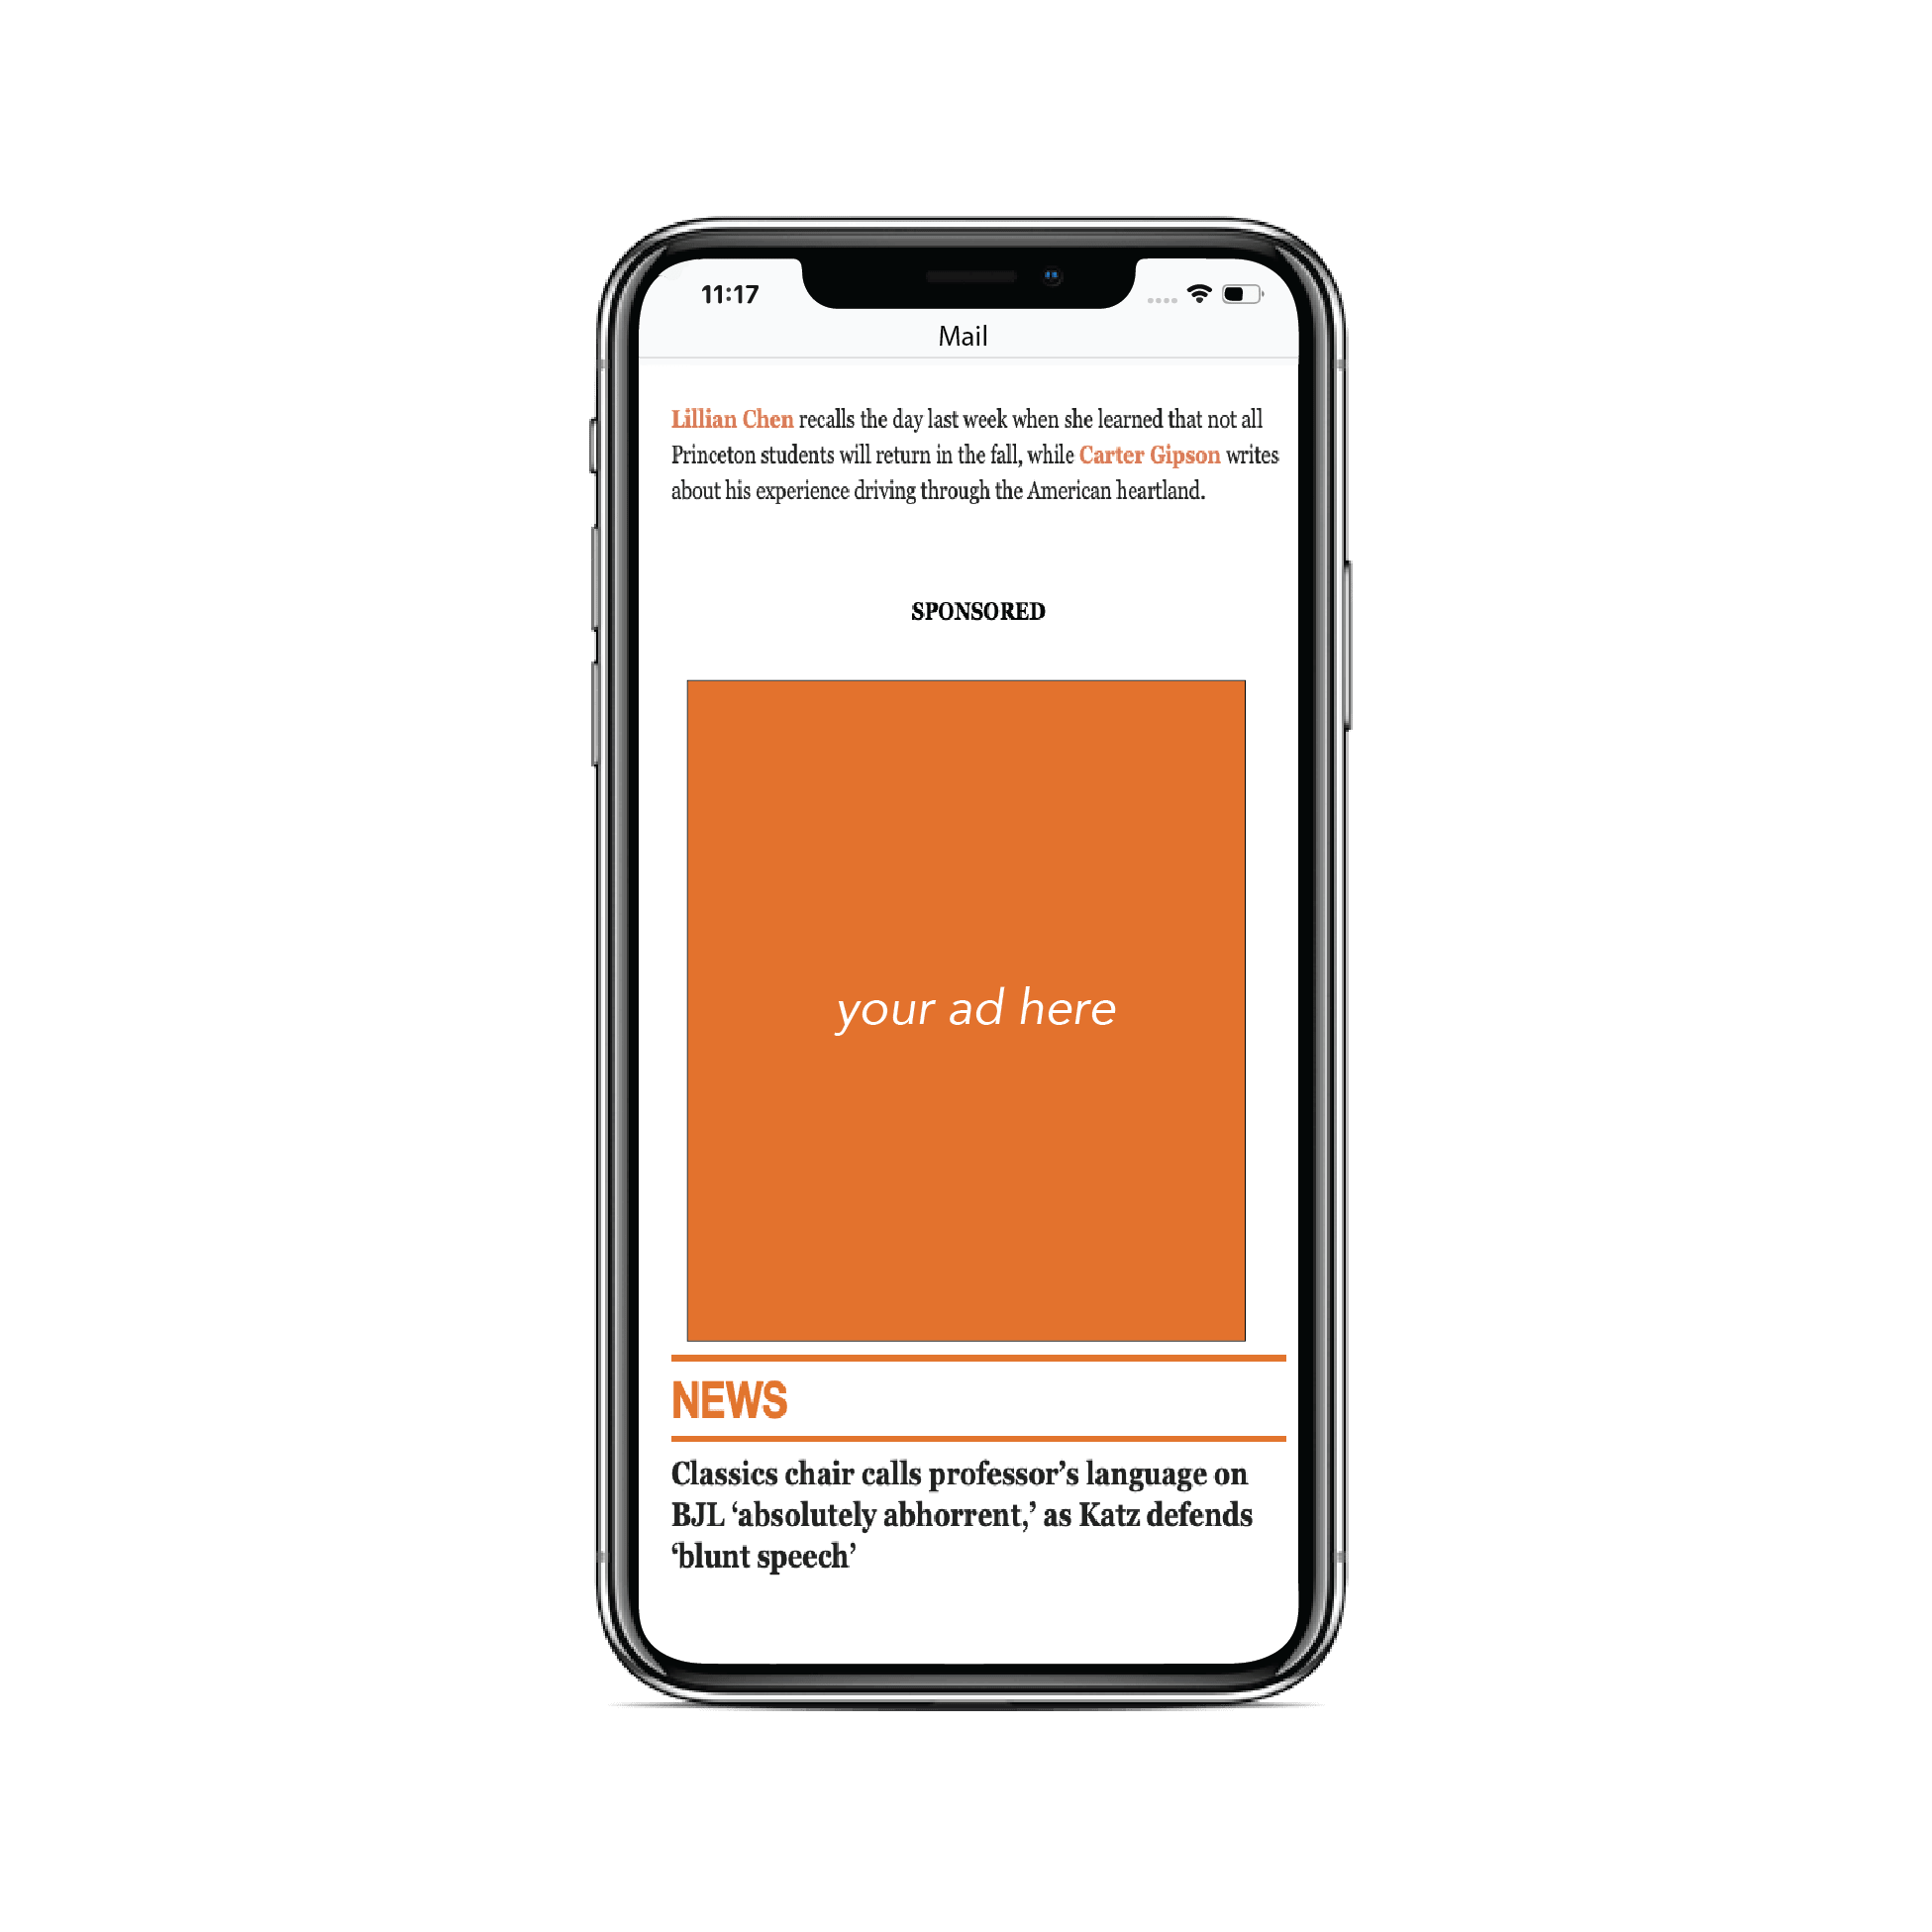 11:17
Mail
Lillian Chen recalls the day last week when she learned that not all
Princeton students will return in the fall, while Carter Gipson writes
about his experience driving through the American heartland.
SPONSORED
your ad here
NEWS
Classics chair calls professor’s language on
BJL ‘absolutely abhorrent,’ as Katz defends
‘blunt speech’